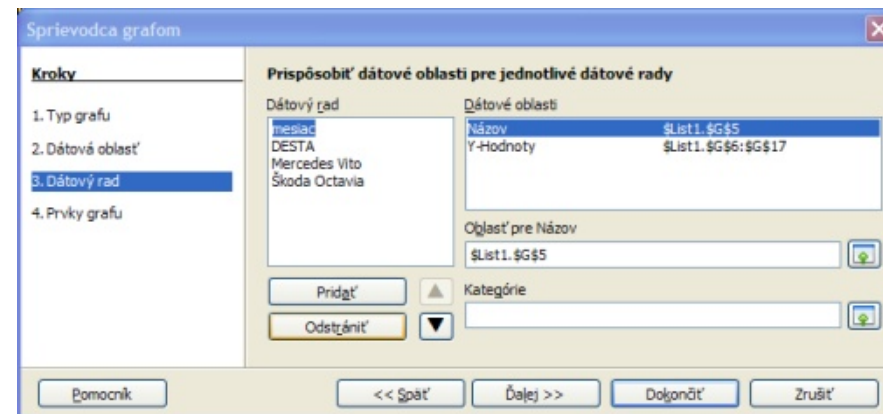 Sprievodca grafom
Kroky
1. Typ grafu
2. Dátová oblasť
3. Dátový rad
4. Prvky grafu
Prispôsobiť dátové oblasti pre jednotlivé dátové rady
Dátový rad
mesiac
DESTA
Mercedes Vito
Škoda Octavia
Pridať
Odstrániť
Dátové oblasti
Názov $List1.$G$5
Y-Hodnoty $List1.$G$6:$G$17
Oblasť pre Názov
$List1.$G$5
Kategórie
Pomocník
<< Späť
Ďalej >>
Dokončiť
Zrušiť